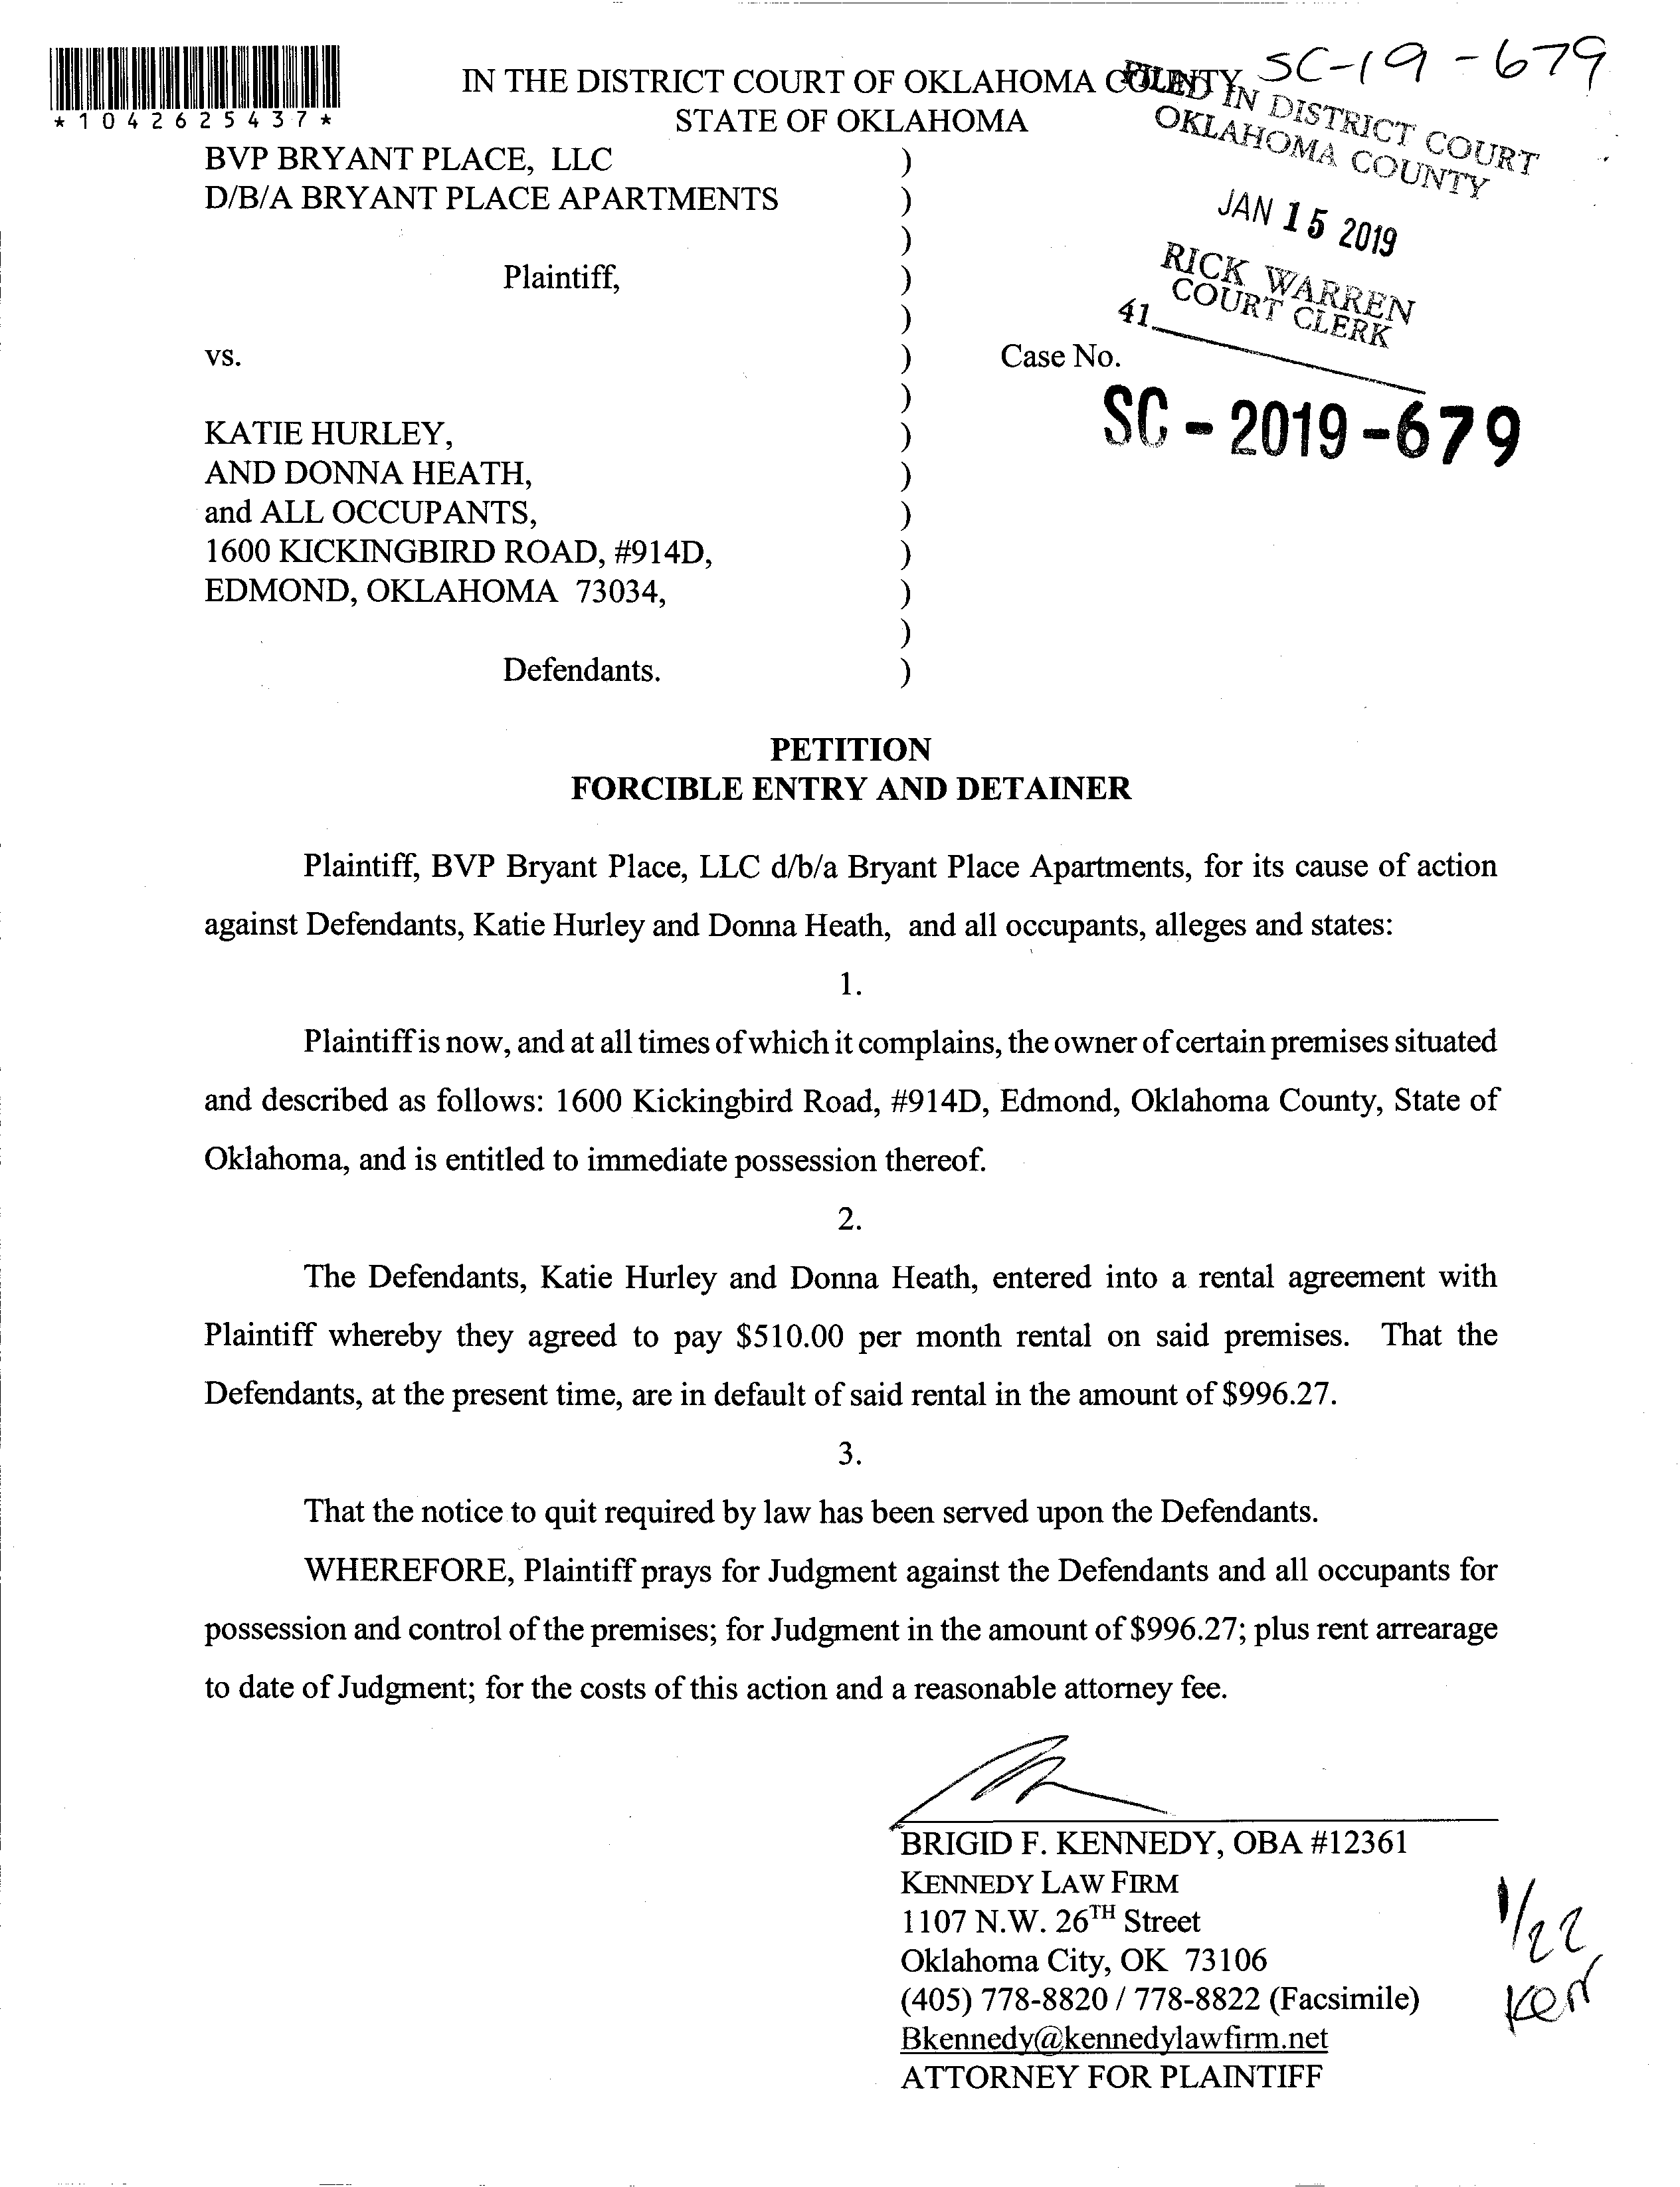 SC-19-679
*1042625437*
IN THE DISTRICT COURT OF OKLAHOMA COUNTY
STATE OF OKLAHOMA
FILED IN DISTRICT COURT
OKLAHOMA COUNTY
JAN 15 2019
RICK WARREN
COURT CLERK
41
BVP BRYANT PLACE, LLC )
D/B/A BRYANT PLACE APARTMENTS )
)
Plaintiff, )
)
vs. ) Case No.
)
SC-2019-679
KATIE HURLEY, )
AND DONNA HEATH, )
and ALL OCCUPANTS, )
1600 KICKINGBIRD ROAD, #914D, )
EDMOND, OKLAHOMA 73034, )
)
Defendants. )
PETITION
FORCIBLE ENTRY AND DETAINER
Plaintiff, BVP Bryant Place, LLC d/b/a Bryant Place Apartments, for its cause of action
against Defendants, Katie Hurley and Donna Heath, and all occupants, alleges and states:
1.
Plaintiff is now, and at all times of which it complains, the owner of certain premises situated
and described as follows: 1600 Kickingbird Road, #914D, Edmond, Oklahoma County, State of
Oklahoma, and is entitled to immediate possession thereof.
2.
The Defendants, Katie Hurley and Donna Heath, entered into a rental agreement with
Plaintiff whereby they agreed to pay $510.00 per month rental on said premises. That the
Defendants, at the present time, are in default of said rental in the amount of $996.27.
3.
That the notice to quit required by law has been served upon the Defendants.
WHEREFORE, Plaintiff prays for Judgment against the Defendants and all occupants for
possession and control of the premises; for Judgment in the amount of $996.27; plus rent arrearage
to date of Judgment; for the costs of this action and a reasonable attorney fee.
BRIGID F. KENNEDY, OBA #12361
KENNEDY LAW FIRM
1107 N.W. 26TH Street
Oklahoma City, OK 73106
(405) 778-8820 / 778-8822 (Facsimile)
Bkennedy@kennedylawfirm.net
ATTORNEY FOR PLAINTIFF
1/22
Ken